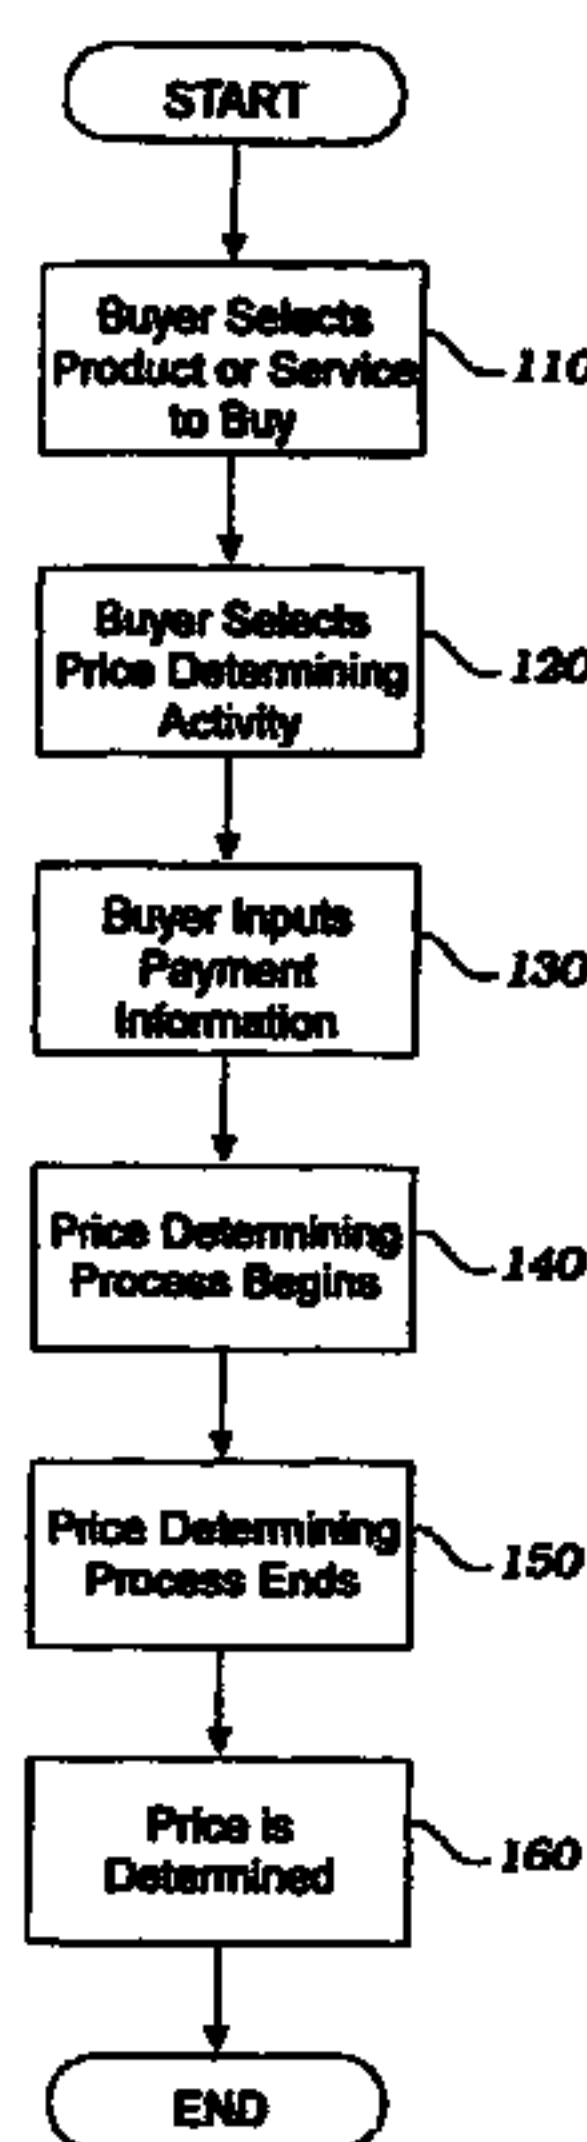 START
Buyer Selects
Product or Service
to Buy
110
Buyer Selects
Price Determining
Activity
120
Buyer Inputs
Payment
Information
130
Price Determining
Process Begins
140
Price Determining
Process Ends
150
Price is
Determined
160
END